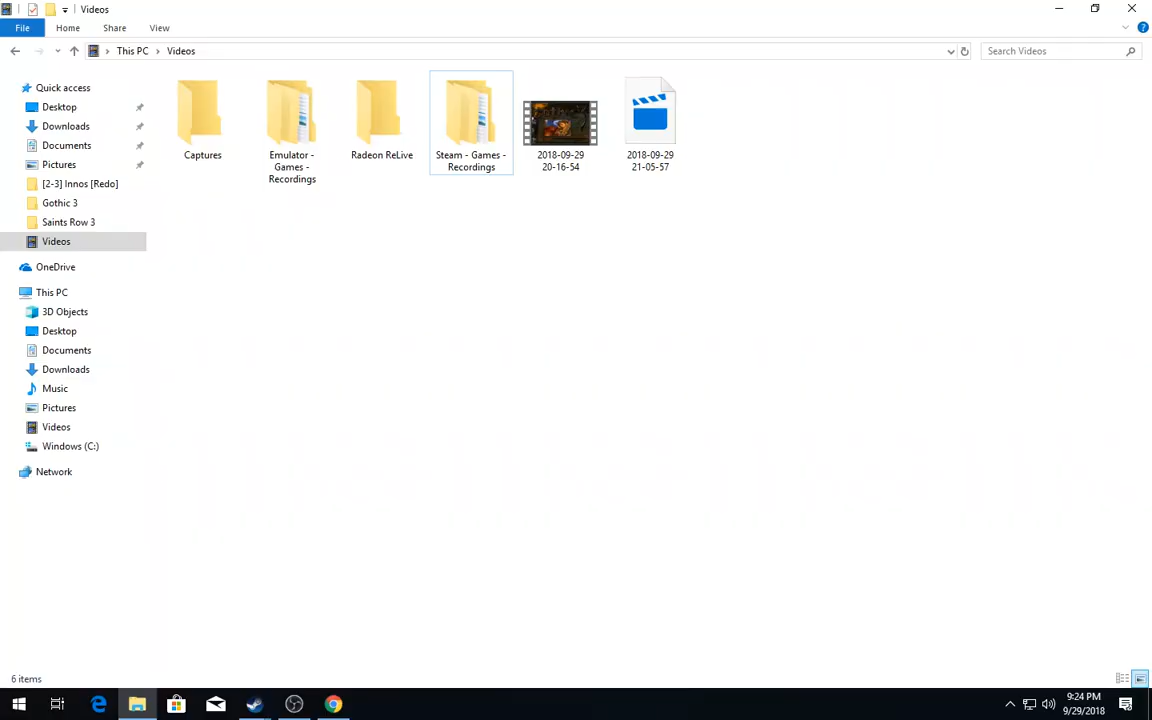 Videos
File
Home
Share
View
This PC
Videos
Search Videos
Quick access
Desktop
Downloads
Documents
Pictures
[2-3] Innos [Redo]
Gothic 3
Saints Row 3
Videos
OneDrive
This PC
3D Objects
Desktop
Documents
Downloads
Music
Pictures
Videos
Windows (C:)
Network
Captures
Emulator -
Games -
Recordings
Radeon ReLive
Steam - Games -
Recordings
2018-09-29
20-16-54
2018-09-29
21-05-57
6 items
9:24 PM
9/29/2018